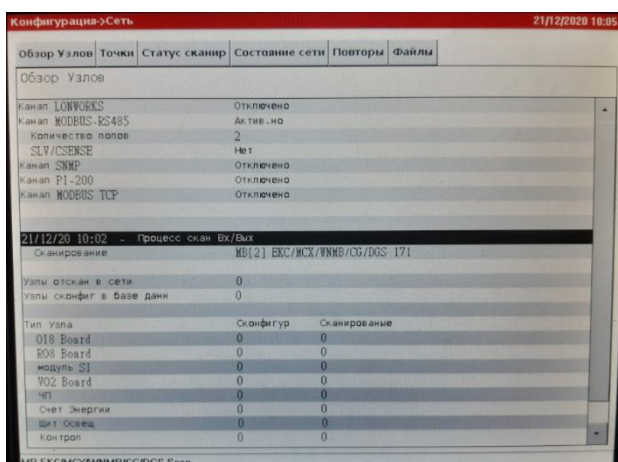 Конфигурация->Сеть 21/12/2020 10:05
Обзор Узлов Точки Статус сканир Состояние сети Повторы Файлы
Обзор Узлов
Канал LONWORKS Отключено
Канал MODBUS-RS485 Актив.но
Количество полов 2
SLV/CSENSE Нет
Канал SNMP Отключено
Канал PI-200 Отключено
Канал MODBUS TCP Отключено
21/12/20 10:02 - Процесс скан Вх/Вых
Сканирование MB[2] EKC/MCX/WNMB/CG/DGS 171
Узлы отскан в сети 0
Узлы сконфиг в базе данн 0
Тип Узла Сконфигур Сканированые
OI8 Board 0 0
RO8 Board 0 0
модуль SI 0 0
VO2 Board 0 0
ЧП 0 0
Счет Энергии 0 0
Щит Освещ 0 0
Контрол 0 0